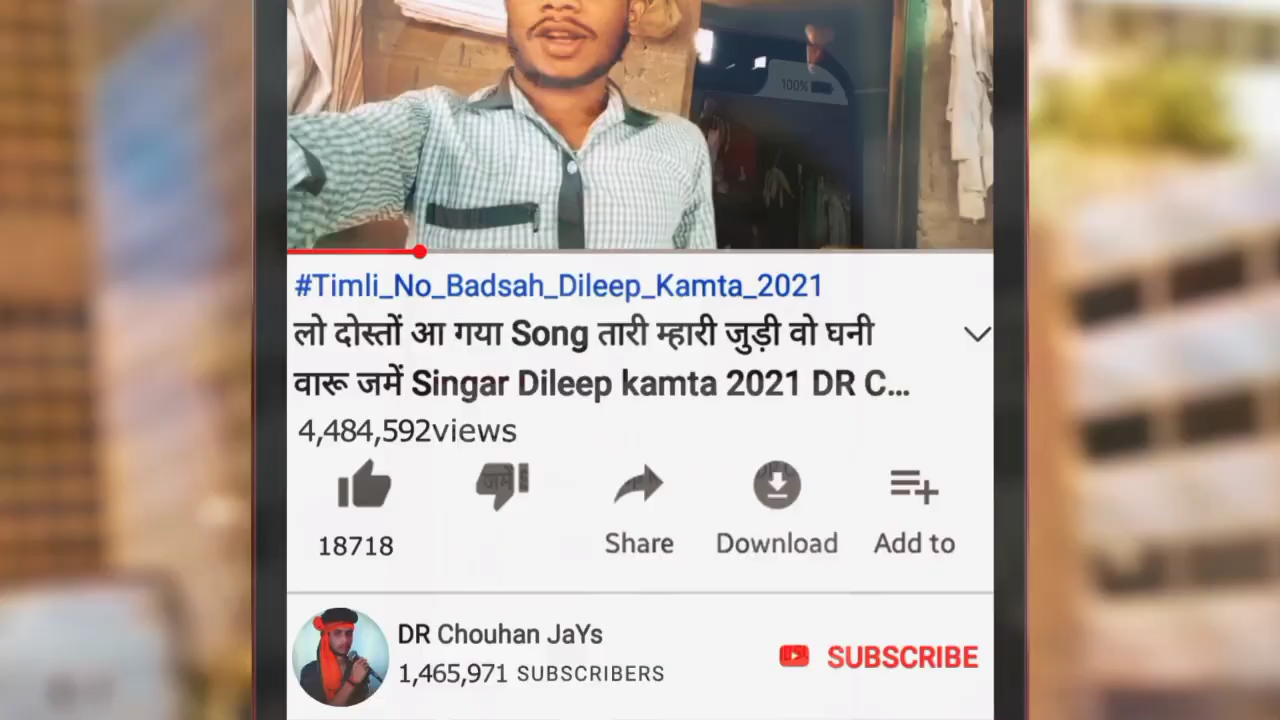 100%
#Timli_No_Badsah_Dileep_Kamta_2021
लो दोस्तों आ गया Song तारी म्हारी जुड़ी वो घनी
वारू जमें Singar Dileep kamta 2021 DR C...
4,484,592views
18718
Share
Download
Add to
DR Chouhan JaYs
1,465,971 SUBSCRIBERS
SUBSCRIBE